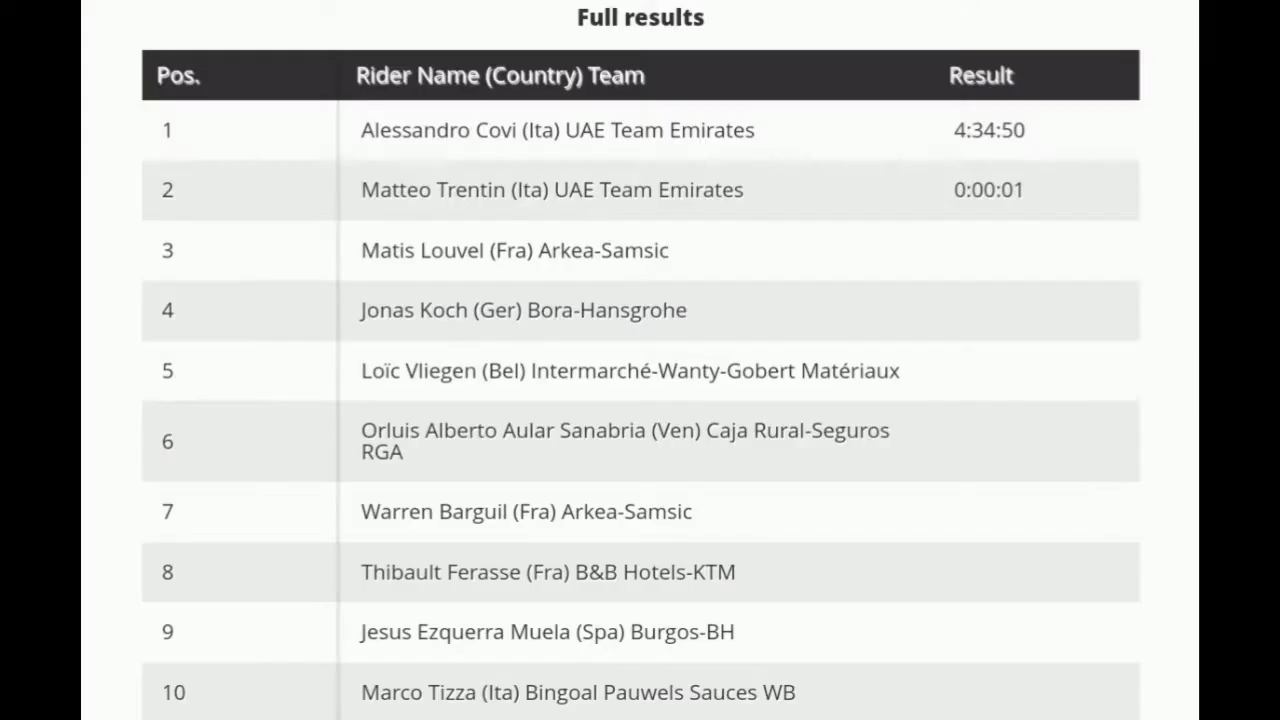 Full results
Pos. Rider Name (Country) Team Result
1 Alessandro Covi (Ita) UAE Team Emirates 4:34:50
2 Matteo Trentin (Ita) UAE Team Emirates 0:00:01
3 Matis Louvel (Fra) Arkea-Samsic
4 Jonas Koch (Ger) Bora-Hansgrohe
5 Loïc Vliegen (Bel) Intermarché-Wanty-Gobert Matériaux
6 Orluis Alberto Aular Sanabria (Ven) Caja Rural-Seguros
RGA
7 Warren Barguil (Fra) Arkea-Samsic
8 Thibault Ferasse (Fra) B&B Hotels-KTM
9 Jesus Ezquerra Muela (Spa) Burgos-BH
10 Marco Tizza (Ita) Bingoal Pauwels Sauces WB